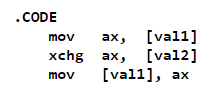 .CODE
mov ax, [val1]
xchg ax, [val2]
mov [val1], ax